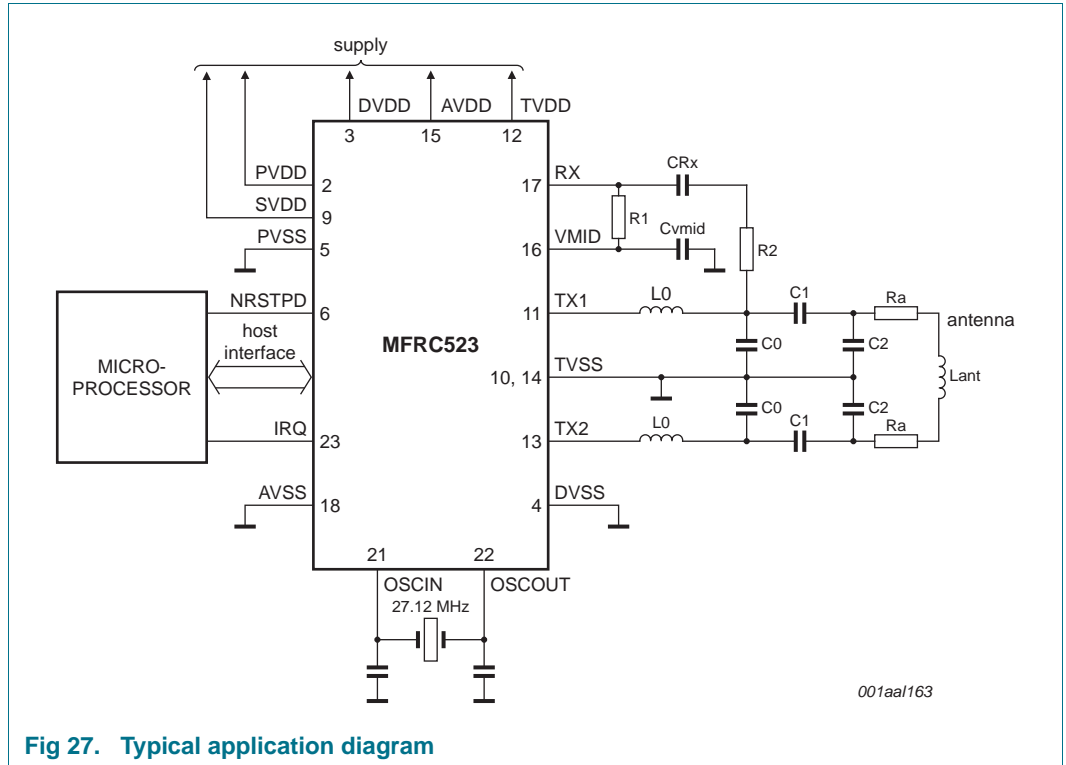 supply
DVDD AVDD TVDD
3 15 12
PVDD 2
SVDD 9
PVSS 5
NRSTPD 6
host
interface
MICRO-
PROCESSOR
IRQ 23
AVSS 18
MFRC523
17 RX
CRx
R1
Cvmid
16 VMID
R2
11 TX1
L0
C1
Ra
antenna
C0
C2
10, 14 TVSS
Lant
C0
C2
13 TX2
L0
C1
Ra
4 DVSS
21 22
OSCIN OSCOUT
27.12 MHz
001aal163
Fig 27. Typical application diagram